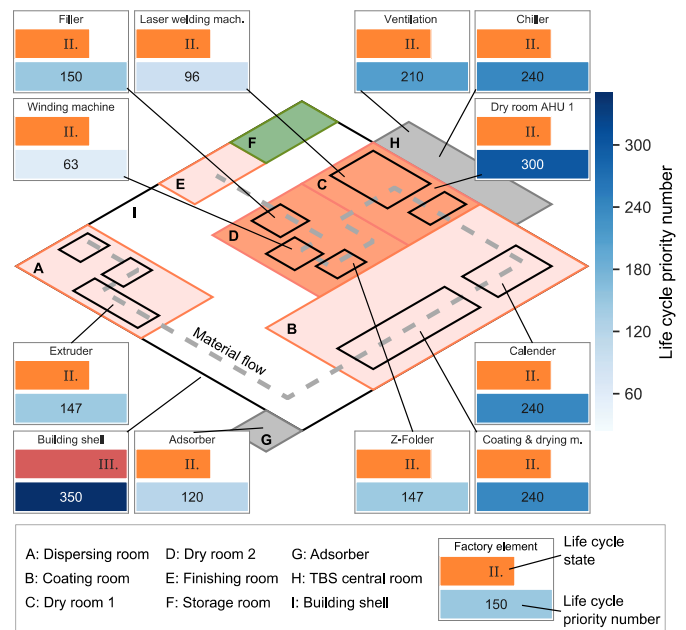 Filler
II.
150
Laser welding mach.
II.
96
Ventilation
II.
210
Chiller
II.
240
Winding machine
II.
63
Dry room AHU 1
II.
300
F
H
E
C
I
D
A
B
G
Material flow
Extruder
II.
147
Calender
II.
240
Building shell
III.
350
Adsorber
II.
120
Z-Folder
II.
147
Coating & drying m.
II.
240
360
300
240
180
120
60
Life cycle priority number
A: Dispersing room
B: Coating room
C: Dry room 1
D: Dry room 2
E: Finishing room
F: Storage room
G: Adsorber
H: TBS central room
I: Building shell
Factory element
II.
150
Life cycle
state
Life cycle
priority number